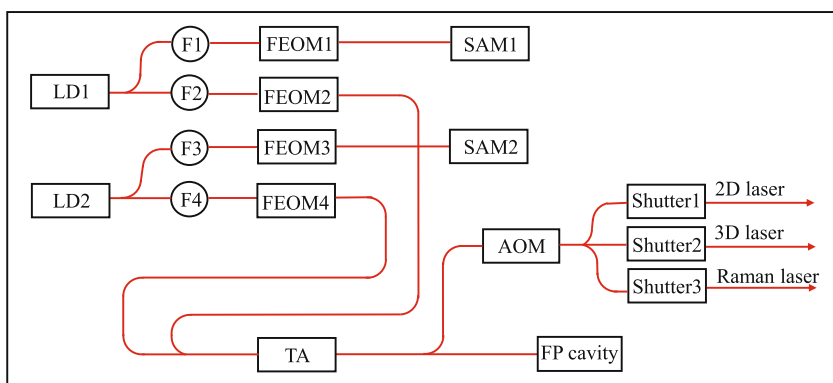 F1
FEOM1
SAM1
LD1
F2
FEOM2
F3
FEOM3
SAM2
LD2
F4
FEOM4
Shutter1
2D laser
AOM
Shutter2
3D laser
Shutter3
Raman laser
TA
FP cavity